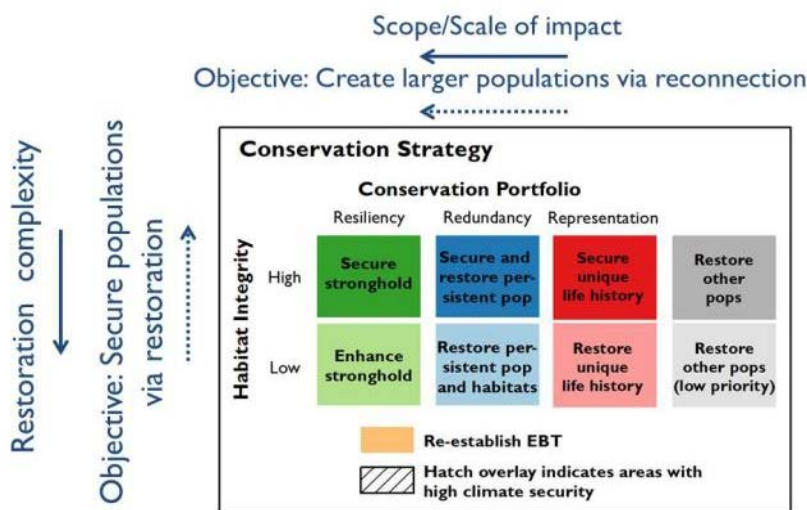 Scope/Scale of impact
Objective: Create larger populations via reconnection
Restoration complexity
Objective: Secure populations
via restoration
Conservation Strategy
Conservation Portfolio
Resiliency
Redundancy
Representation
Habitat Integrity
High
Secure
stronghold
Secure and
restore per-
sistent pop
Secure
unique
life history
Restore
other
pops
Low
Enhance
stronghold
Restore per-
sistent pop
and habitats
Restore
unique
life history
Restore
other pops
(low priority)
Re-establish EBT
Hatch overlay indicates areas with
high climate security